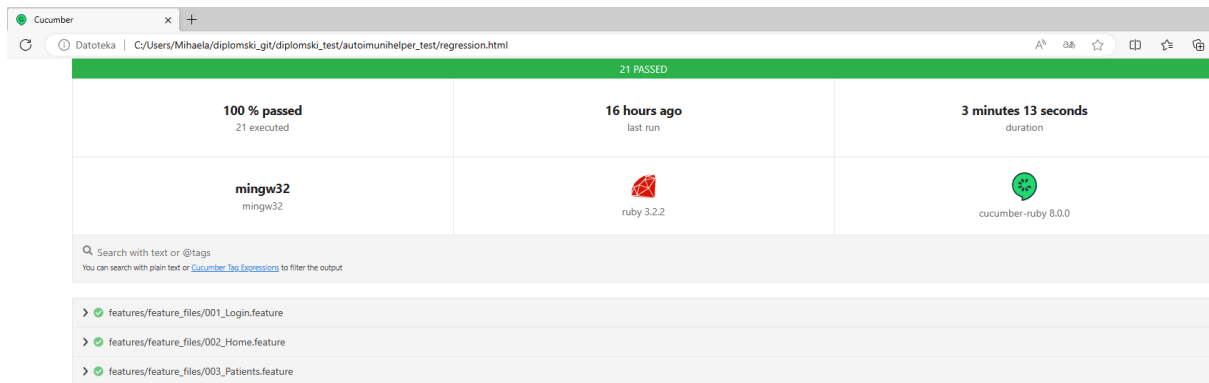 Cucumber
Datoteka | C:/Users/Mihaela/diplomski_git/diplomski_test/autoimunihelper_test/regression.html
21 PASSED
100 % passed
21 executed
16 hours ago
last run
3 minutes 13 seconds
duration
mingw32
mingw32
ruby 3.2.2
cucumber-ruby 8.0.0
Search with text or @tags
You can search with plain text or Cucumber Tag Expressions to filter the output
features/feature_files/001_Login.feature
features/feature_files/002_Home.feature
features/feature_files/003_Patients.feature